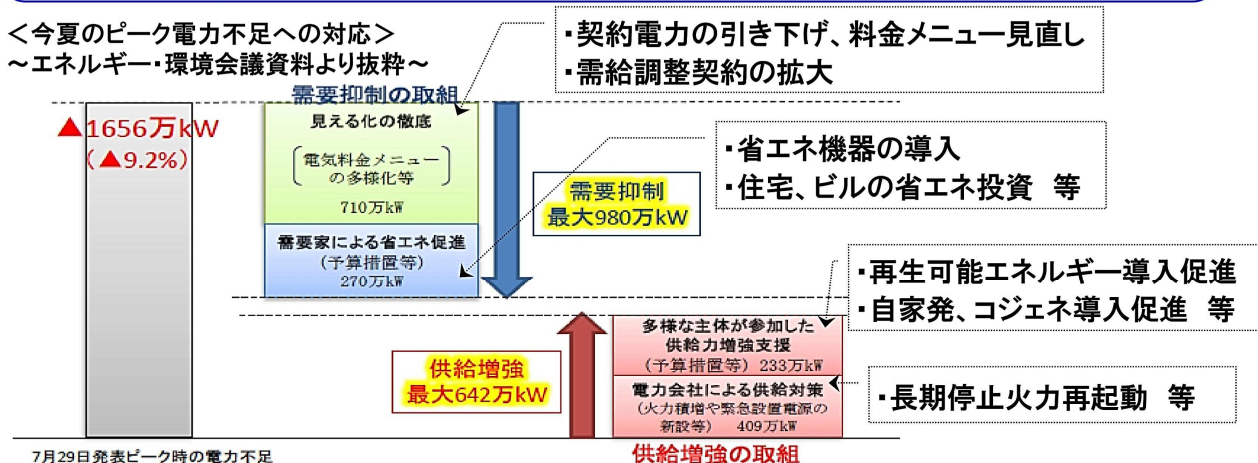 ＜今夏のピーク電力不足への対応＞
～エネルギー・環境会議資料より抜粋～
・契約電力の引き下げ、料金メニュー見直し
・需給調整契約の拡大
需要抑制の取組
▲1656万kW
(▲9.2%)
見える化の徹底
電気料金メニュー
の多様化等
710万kW
・省エネ機器の導入
・住宅、ビルの省エネ投資　等
需要抑制
最大980万kW
需要家による省エネ促進
(予算措置等)
270万kW
・再生可能エネルギー導入促進
・自家発、コジェネ導入促進　等
多様な主体が参加した
供給力増強支援
(予算措置等) 233万kW
供給増強
最大642万kW
電力会社による供給対策
(火力積増や緊急設置電源の
新設等)　409万kW
・長期停止火力再起動　等
7月29日発表ピーク時の電力不足
供給増強の取組